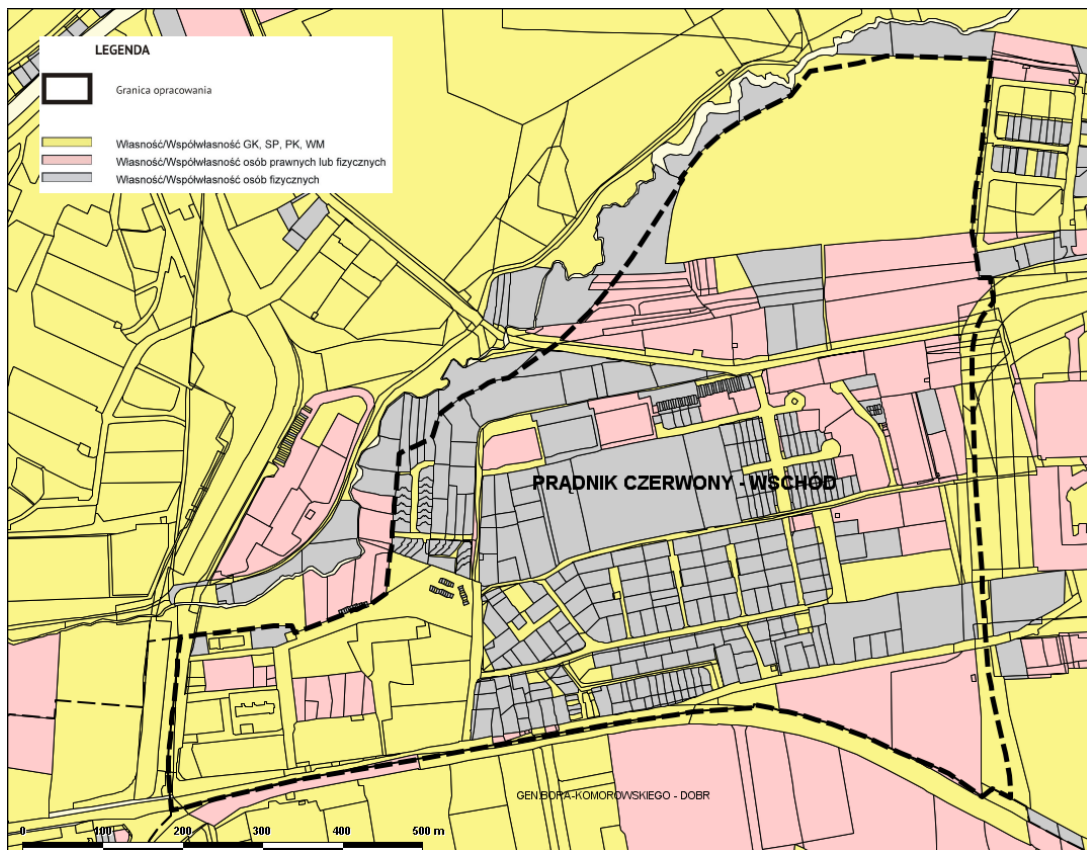 LEGENDA
Granica opracowania
Własność/Współwłasność GK, SP, PK, WM
Własność/Współwłasność osób prawnych lub fizycznych
Własność/Współwłasność osób fizycznych
PRĄDNIK CZERWONY - WSCHÓD
GEN.BORA-KOMOROWSKIEGO - DOBR
0 100 200 300 400 500 m